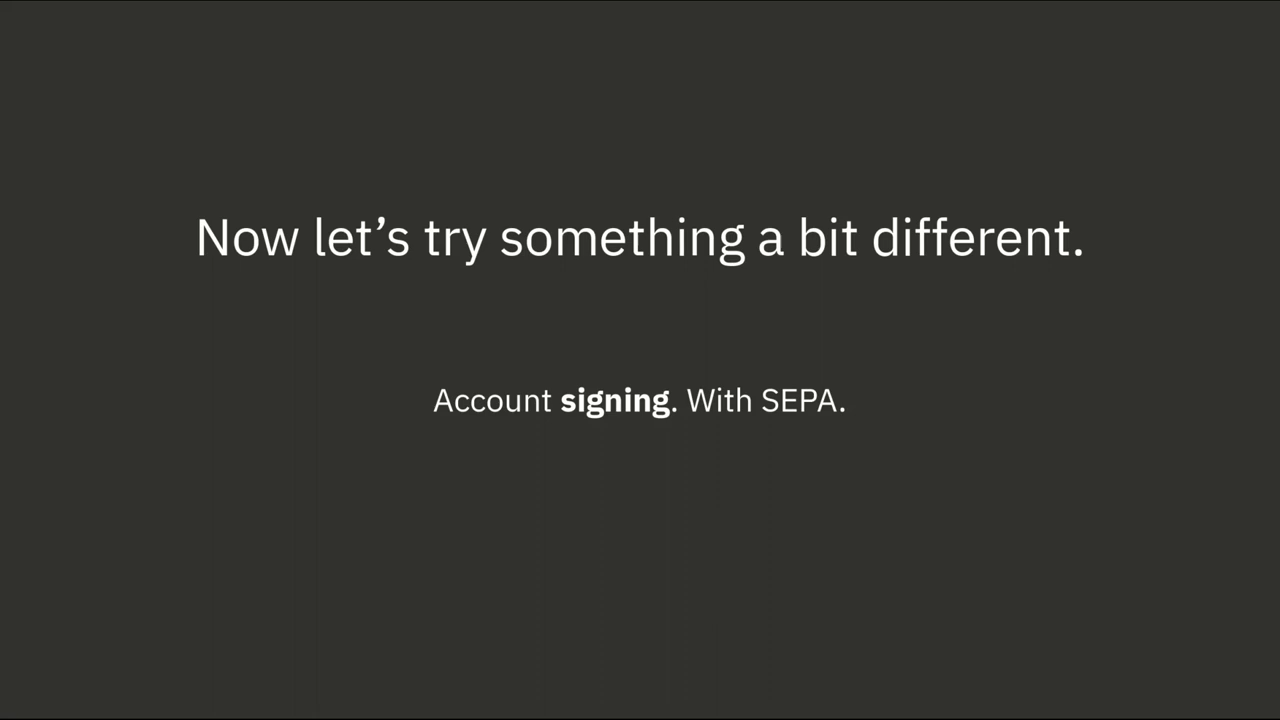 Now let’s try something a bit different.
Account signing. With SEPA.